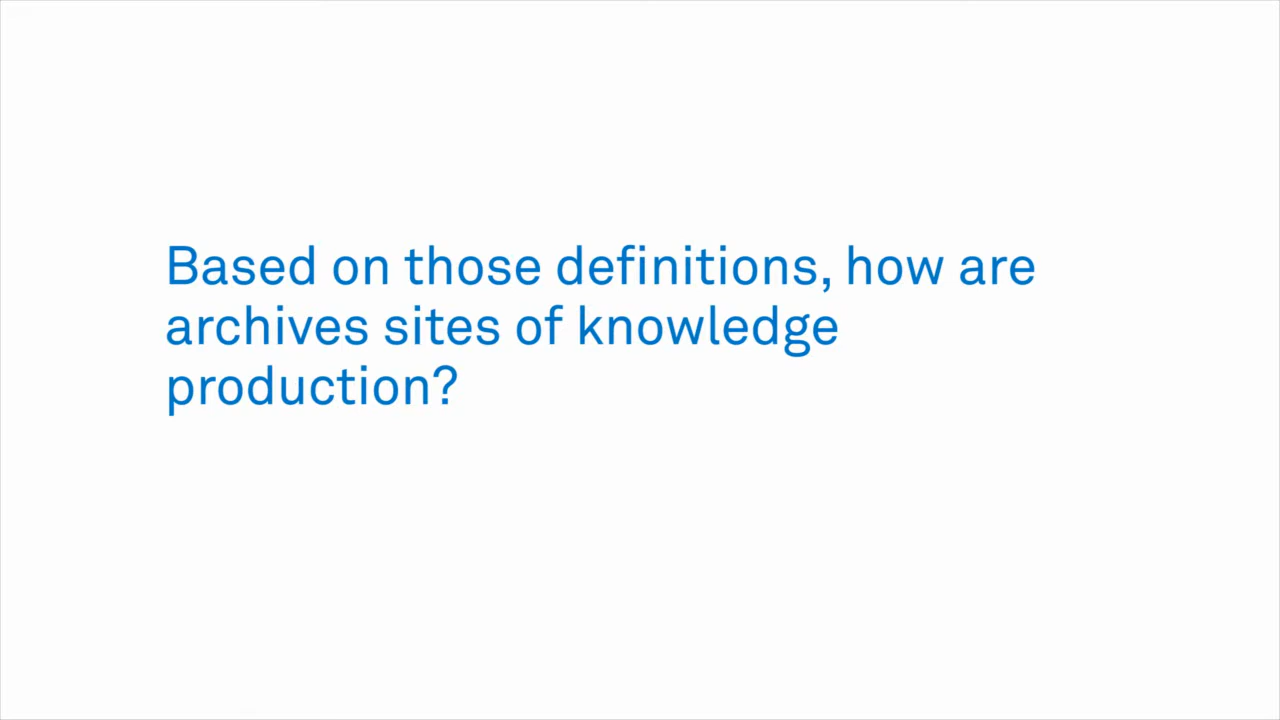 Based on those definitions, how are
archives sites of knowledge
production?